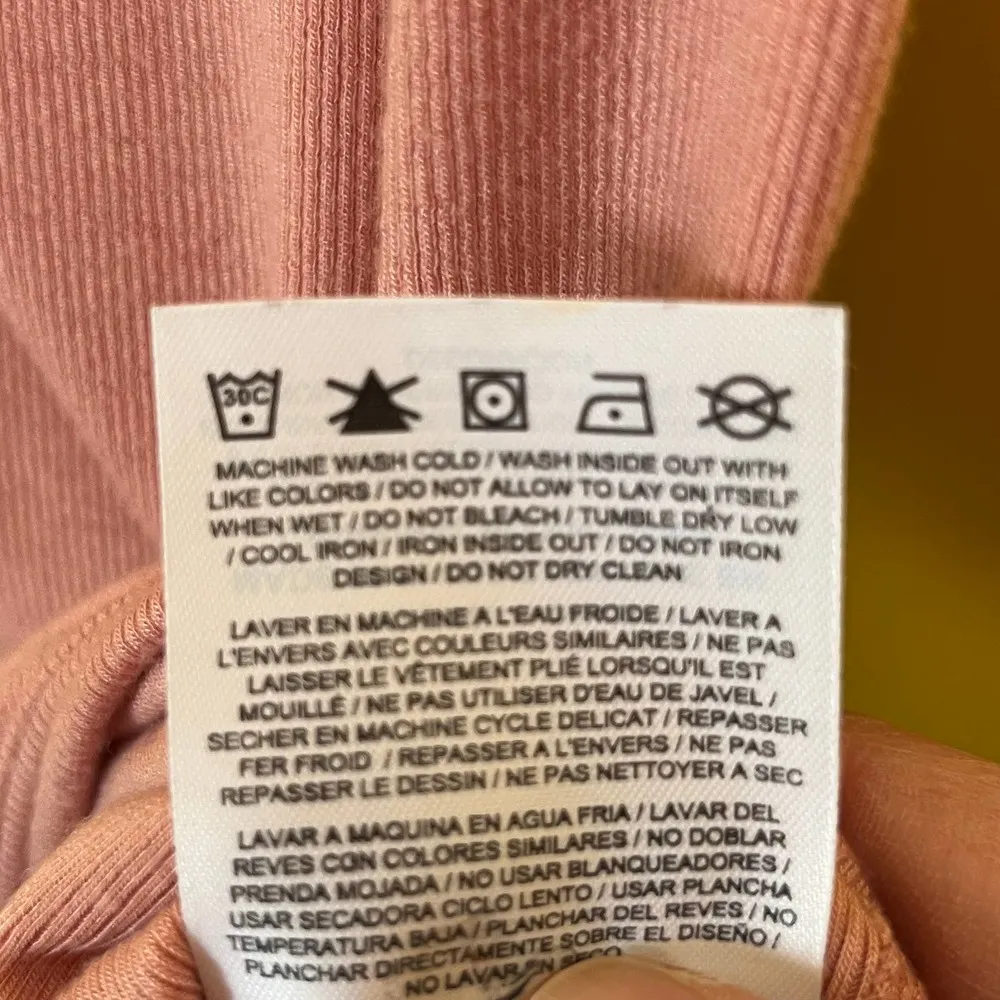 30C
MACHINE WASH COLD / WASH INSIDE OUT WITH
LIKE COLORS / DO NOT ALLOW TO LAY ON ITSELF
WHEN WET / DO NOT BLEACH / TUMBLE DRY LOW
/ COOL IRON / IRON INSIDE OUT / DO NOT IRON
DESIGN / DO NOT DRY CLEAN
LAVER EN MACHINE A L'EAU FROIDE / LAVER A
L'ENVERS AVEC COULEURS SIMILAIRES / NE PAS
LAISSER LE VÊTEMENT PLIÉ LORSQU'IL EST
MOUILLÉ / NE PAS UTILISER D'EAU DE JAVEL /
SECHER EN MACHINE CYCLE DELICAT / REPASSER
FER FROID / REPASSER A L'ENVERS / NE PAS
REPASSER LE DESSIN / NE PAS NETTOYER A SEC
LAVAR A MAQUINA EN AGUA FRIA / LAVAR DEL
REVES CON COLORES SIMILARES / NO DOBLAR
PRENDA MOJADA / NO USAR BLANQUEADORES /
USAR SECADORA CICLO LENTO / USAR PLANCHA
TEMPERATURA BAJA / PLANCHAR DEL REVES / NO
PLANCHAR DIRECTAMENTE SOBRE EL DISEÑO /
NO LAVAR EN SECO